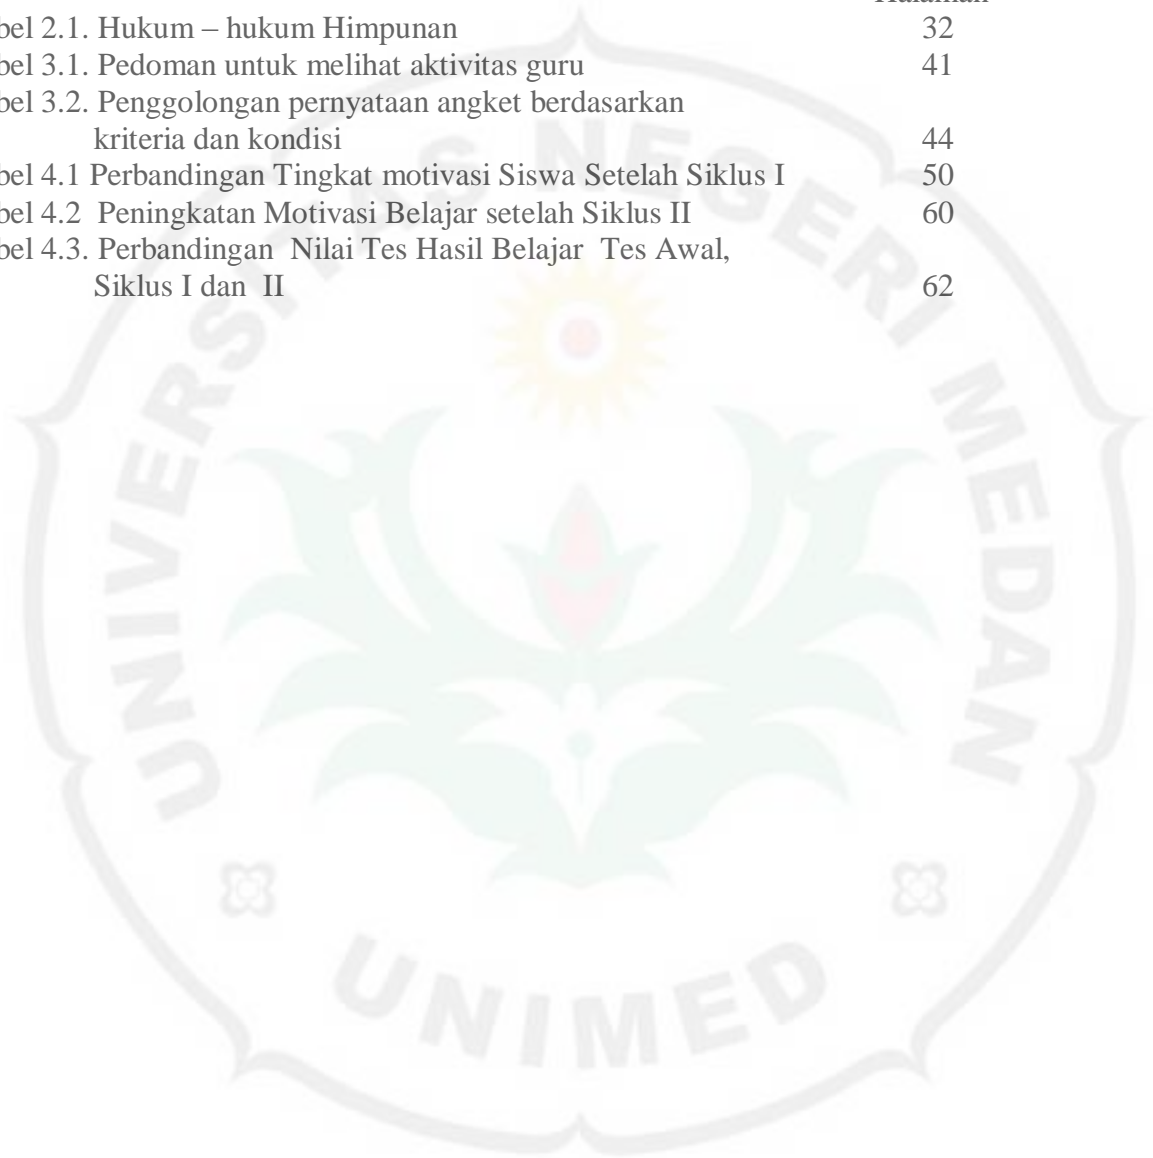 bel 2.1. Hukum – hukum Himpunan 32
bel 3.1. Pedoman untuk melihat aktivitas guru 41
bel 3.2. Penggolongan pernyataan angket berdasarkan
kriteria dan kondisi 44
bel 4.1 Perbandingan Tingkat motivasi Siswa Setelah Siklus I 50
bel 4.2 Peningkatan Motivasi Belajar setelah Siklus II 60
bel 4.3. Perbandingan Nilai Tes Hasil Belajar Tes Awal,
Siklus I dan II 62
UNIVERSITAS NEGERI MEDAN
UNIMED